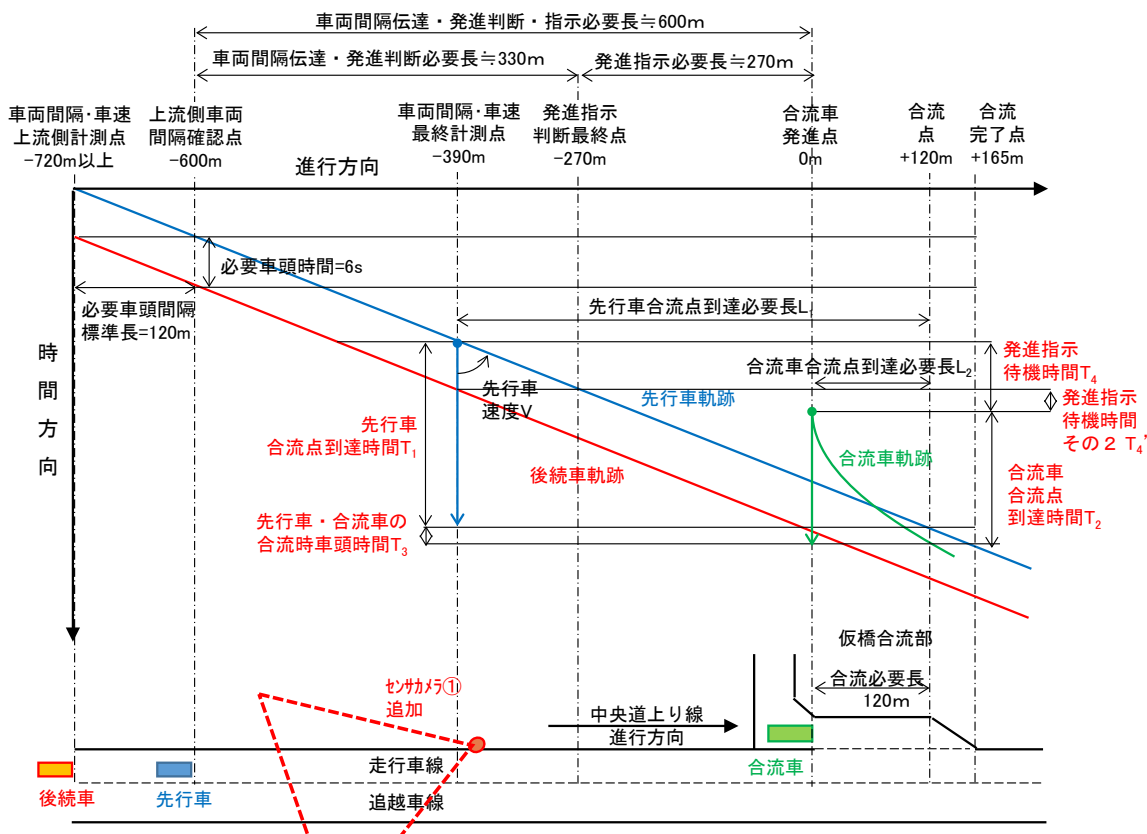 車両間隔伝達・発進判断・指示必要長≒600m
車両間隔伝達・発進判断必要長≒330m
発進指示必要長≒270m
車両間隔・車速
上流側計測点
-720m以上
上流側車両
間隔確認点
-600m
進行方向
車両間隔・車速
最終計測点
-390m
発進指示
判断最終点
-270m
合流車
発進点
0m
合流
点
+120m
合流
完了点
+165m
必要車頭時間=6s
必要車頭間隔
標準長=120m
先行車合流点到達必要長L₁
合流車合流点到達必要長L₂
発進指示
待機時間T₄
発進指示
待機時間
その2 T₄'
時間方向
先行車
速度V
先行車軌跡
先行車
合流点到達時間T₁
後続車軌跡
合流車軌跡
合流車
合流点
到達時間T₂
先行車・合流車の
合流時車頭時間T₃
仮橋合流部
合流必要長
120m
センサカメラ①
追加
中央道上り線
進行方向
合流車
走行車線
追越車線
後続車
先行車